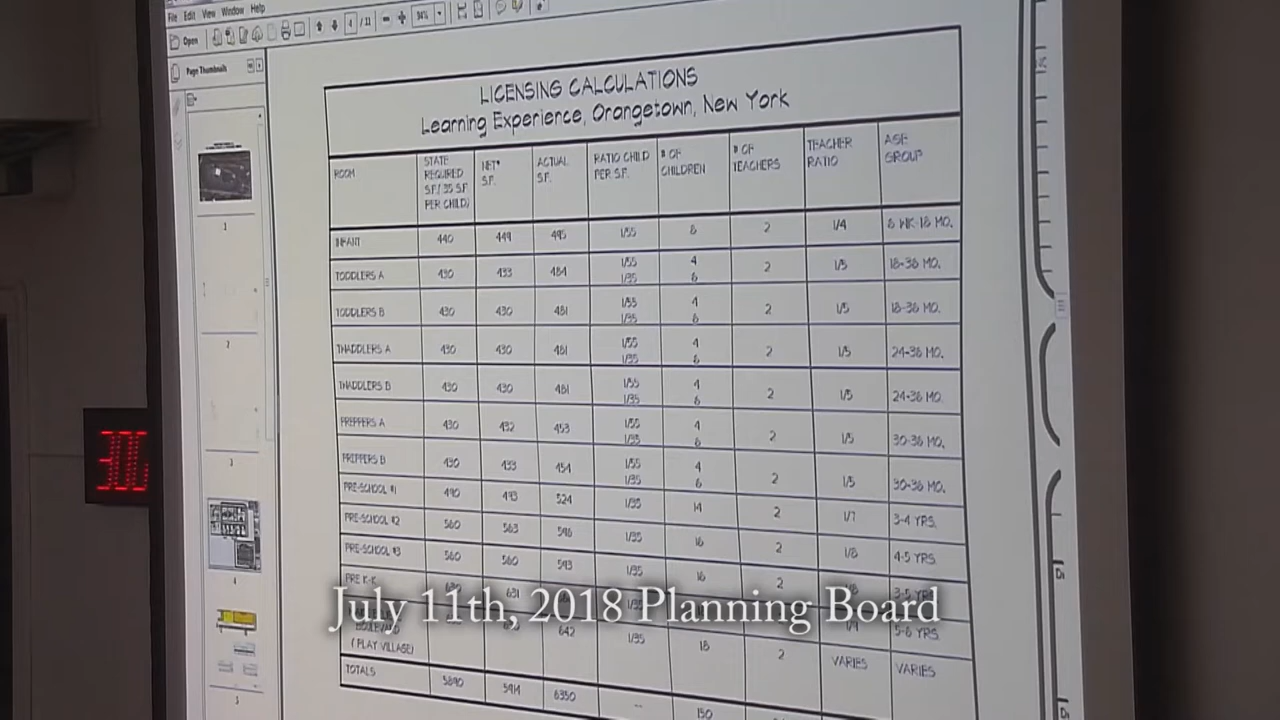 File Edit View Window Help
Open 4 / 11
Page Thumbnails
LICENSING CALCULATIONS
Learning Experience, Orangetown, New York
ROOM STATE REQUIRED S.F./ 35 S.F. PER CHILD) NET* S.F. ACTUAL S.F. RATIO CHILD PER S.F. # OF CHILDREN # OF TEACHERS TEACHER RATIO AGE GROUP
INFANT 440 449 495 1/55 8 2 1/4 WK-18 MO.
TODDLERS A 430 433 484 1/55 1/35 4 6 2 1/5 18-36 MO.
TODDLERS B 430 430 481 1/55 1/35 4 6 2 1/5 18-36 MO.
THADDLERS A 430 430 481 1/55 1/35 4 6 2 1/5 24-36 MO.
THADDLERS B 430 430 481 1/55 1/35 4 6 2 1/5 24-36 MO.
PREPPERS A 430 432 453 1/55 1/35 4 6 2 1/5 30-36 MO.
PREPPERS B 430 433 454 1/55 1/35 4 6 2 1/5 30-36 MO.
PRE-SCHOOL #1 490 493 524 1/35 14 2 1/7 3-4 YRS.
PRE-SCHOOL #2 560 563 596 1/35 16 2 1/8 4-5 YRS
PRE-SCHOOL #3 560 560 593 1/35 16 2
PRE K-K 631 5-6 YRS.
BOULEVARD (PLAY VILLAGE) 642 1/35 18 2 VARIES VARIES
TOTALS 5890 5914 6350 -- 150
1
2
3
4
5
July 11th, 2018 Planning Board